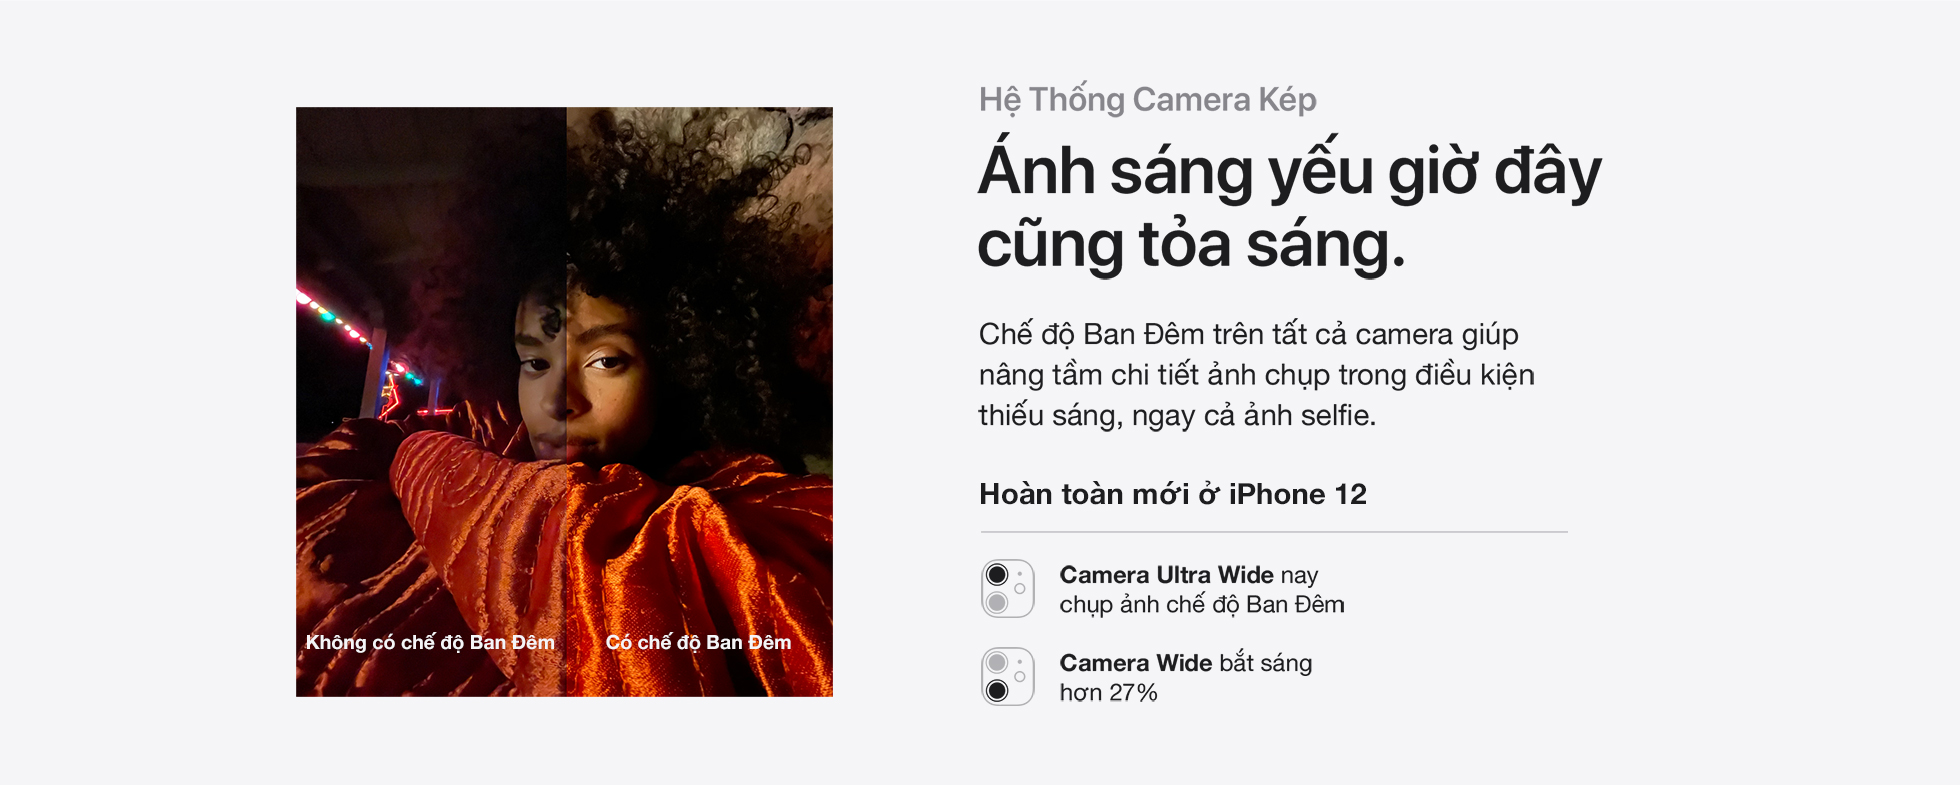 Hệ Thống Camera Kép
Ánh sáng yếu giờ đây
cũng tỏa sáng.
Chế độ Ban Đêm trên tất cả camera giúp
nâng tầm chi tiết ảnh chụp trong điều kiện
thiếu sáng, ngay cả ảnh selfie.
Hoàn toàn mới ở iPhone 12
Camera Ultra Wide nay
chụp ảnh chế độ Ban Đêm
Camera Wide bắt sáng
hơn 27%
Không có chế độ Ban Đêm
Có chế độ Ban Đêm